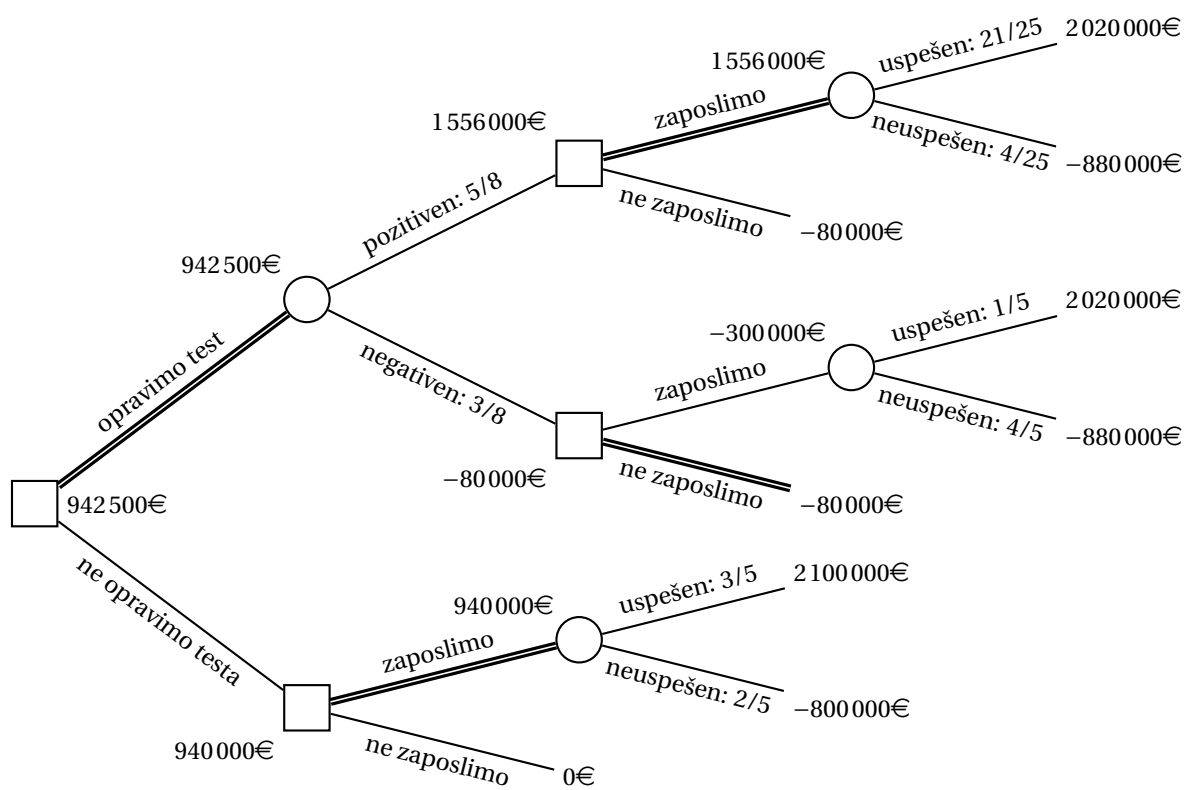 uspešen: 21/25
2 020 000€
1 556 000€
zaposlimo
neuspešen: 4/25
−880 000€
1 556 000€
ne zaposlimo
−80 000€
pozitiven: 5/8
942 500€
negativen: 3/8
uspešen: 1/5
2 020 000€
−300 000€
zaposlimo
neuspešen: 4/5
−880 000€
ne zaposlimo
−80 000€
−80 000€
opravimo test
942 500€
ne opravimo testa
uspešen: 3/5
2 100 000€
940 000€
zaposlimo
neuspešen: 2/5
−800 000€
940 000€
ne zaposlimo
0€